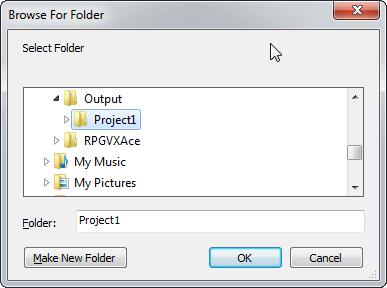 Browse For Folder
Select Folder
Output
Project1
RPGVXAce
My Music
My Pictures
Folder: Project1
Make New Folder OK Cancel